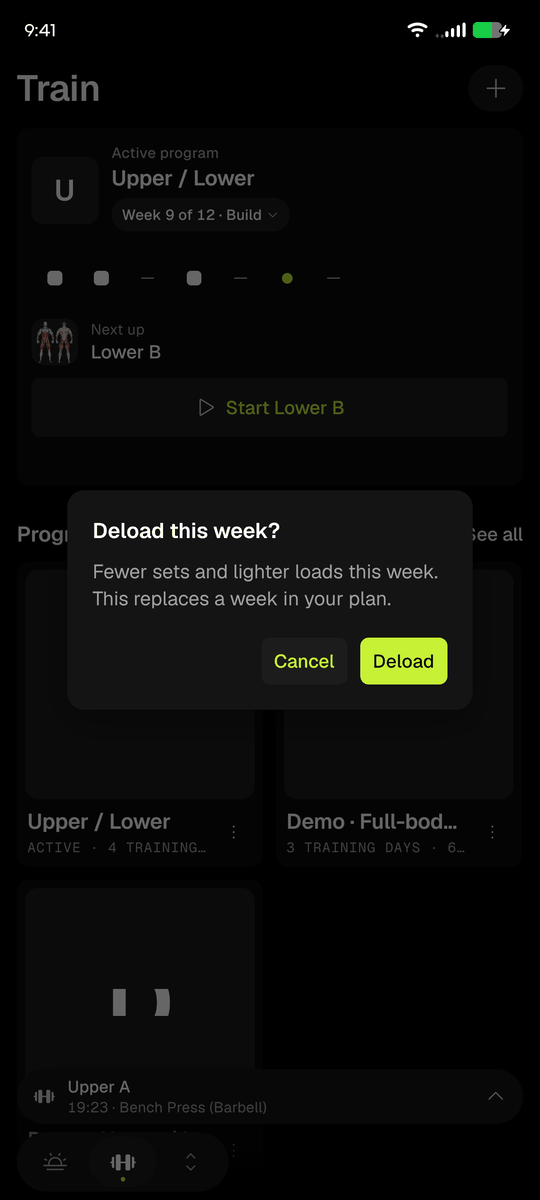 9:41
Train
Active program
U
Upper / Lower
Week 9 of 12 · Build
Next up
Lower B
Start Lower B
Deload this week?
See all
Fewer sets and lighter loads this week.
This replaces a week in your plan.
Cancel
Deload
Upper / Lower
ACTIVE · 4 TRAINING…
Demo · Full-bod…
3 TRAINING DAYS · 6…
Upper A
19:23 · Bench Press (Barbell)